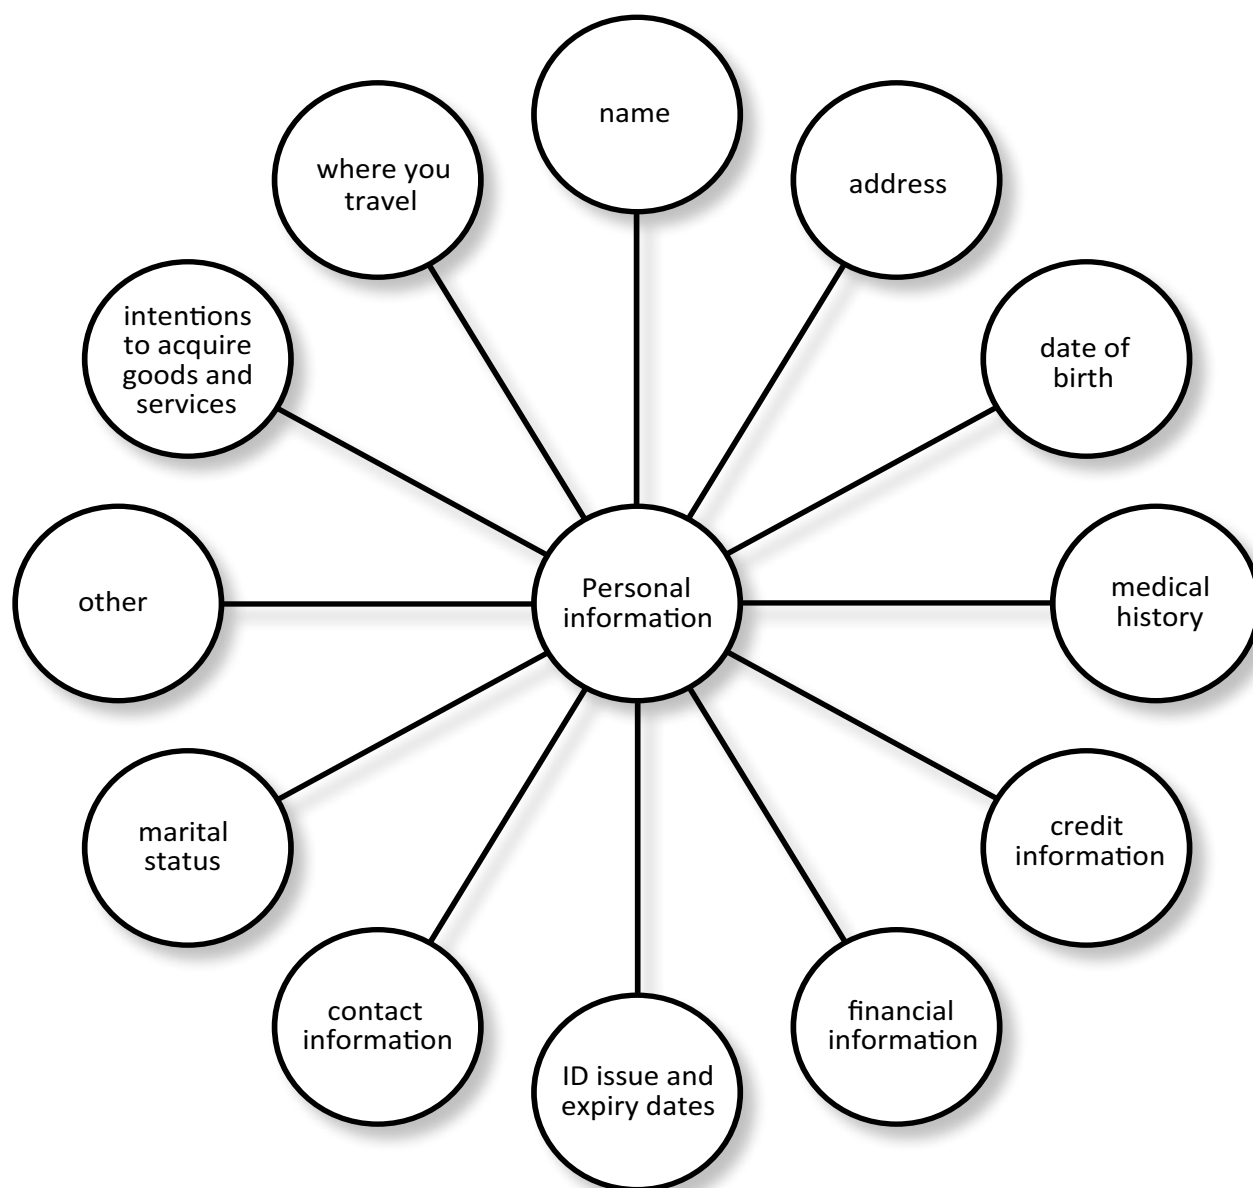 name
address
date of
birth
medical
history
credit
information
financial
information
ID issue and
expiry dates
contact
information
marital
status
other
intentions
to acquire
goods and
services
where you
travel
Personal
information